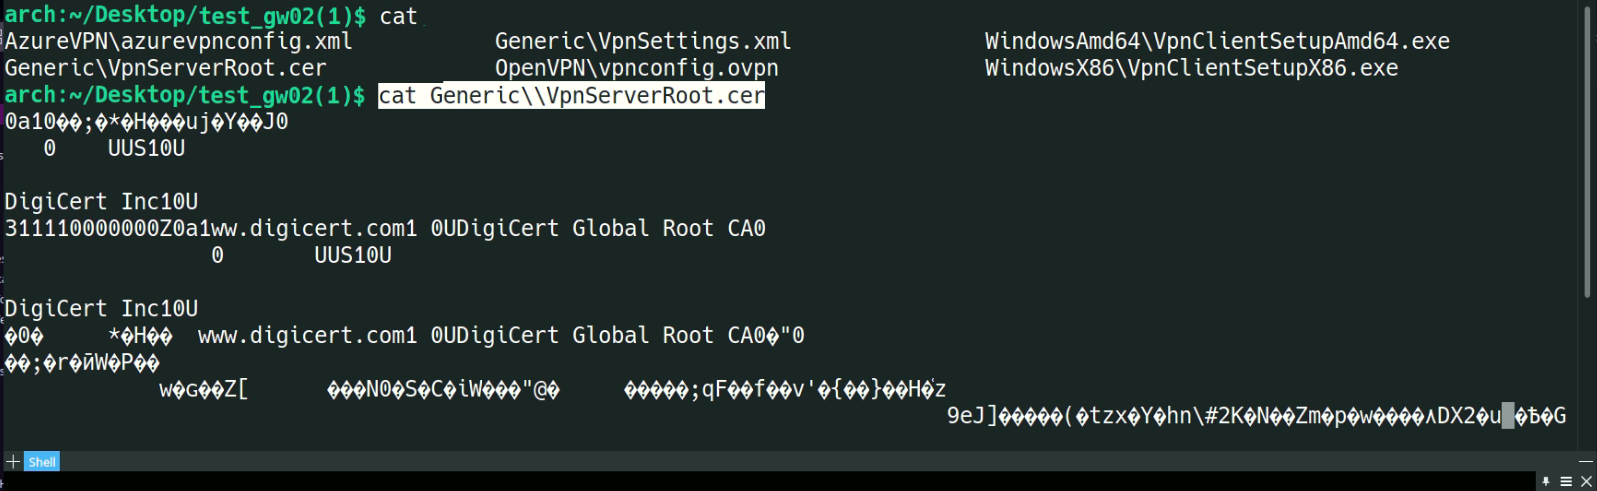 arch:~/Desktop/test_gw02(1)$ cat
AzureVPN\azurevpnconfig.xml Generic\VpnSettings.xml WindowsAmd64\VpnClientSetupAmd64.exe
Generic\VpnServerRoot.cer OpenVPN\vpnconfig.ovpn WindowsX86\VpnClientSetupX86.exe
arch:~/Desktop/test_gw02(1)$ cat Generic\\VpnServerRoot.cer
0a10��;�*�H���uj�Y��J0
0 UUS10U
DigiCert Inc10U
311110000000Z0a1ww.digicert.com1 0UDigiCert Global Root CA0
0 UUS10U
DigiCert Inc10U
�0� *�H�� www.digicert.com1 0UDigiCert Global Root CA0�"0
��;�r�ӣW�P��
w�ɢ��Z[ ���N0�S�C�iW���"@� �����;qF��f��v'�{��}��H�z
9eJ]�����(�tzx�Y�hn\#2K�N��Zm�p�w����٨DX2�u �ƄG
Shell